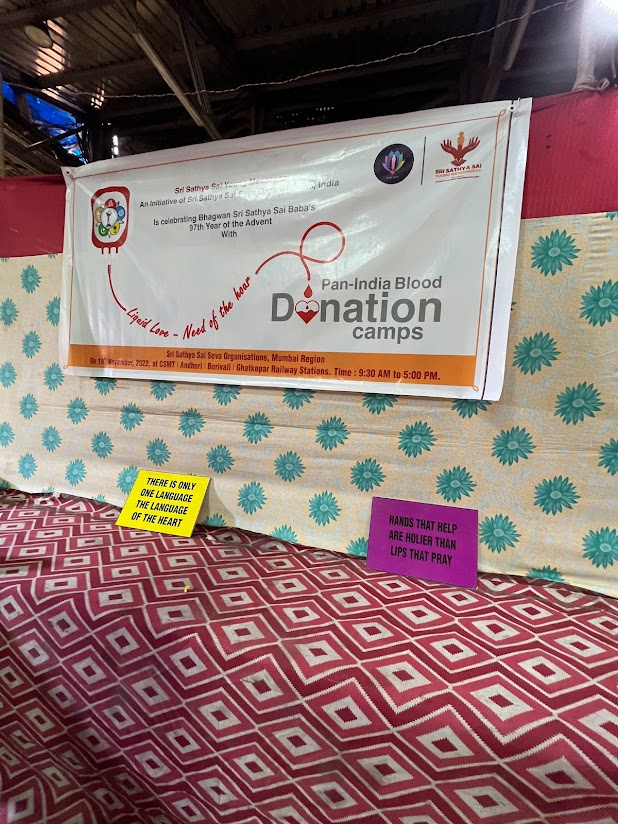 SRI SATHYA SAI
Sri Sathya Sai Young
An Initiative of Sri Sathya Sai Seva India
Is celebrating Bhagwan Sri Sathya Sai Baba's
97th Year of the Advent
With
Liquid Love - Need of the hour
Pan-India Blood
Donation
camps
Sri Sathya Sai Seva Organisations, Mumbai Region
On 19th November, 2022, at CSMT | Andheri | Borivali | Ghatkopar Railway Stations. Time : 9:30 AM to 5:00 PM.
THERE IS ONLY
ONE LANGUAGE
THE LANGUAGE
OF THE HEART
HANDS THAT HELP
ARE HOLIER THAN
LIPS THAT PRAY